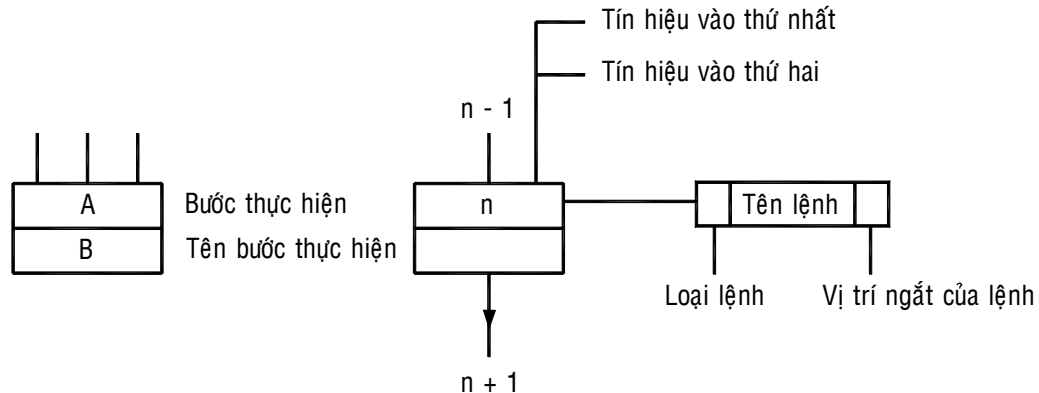 Tín hiệu vào thứ nhất
Tín hiệu vào thứ hai
n - 1
A
Bước thực hiện
n
Tên lệnh
B
Tên bước thực hiện
Loại lệnh
Vị trí ngắt của lệnh
n + 1